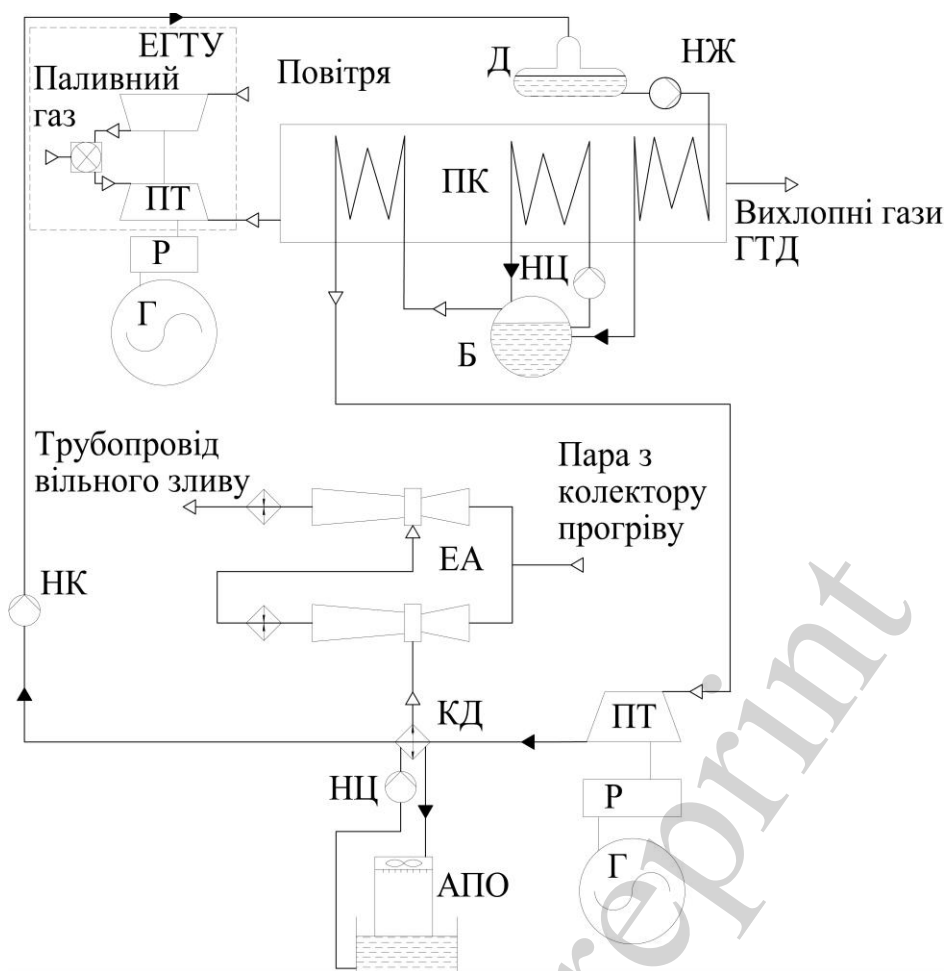 ЕГТУ
Паливний
газ
Повітря
Д
НЖ
ПК
ПТ
Р
Г
НЦ
Б
Вихлопні гази
ГТД
Трубопровід
вільного зливу
Пара з
колектору
прогріву
ЕА
НК
КД
ПТ
НЦ
Р
АПО
Г
reprint